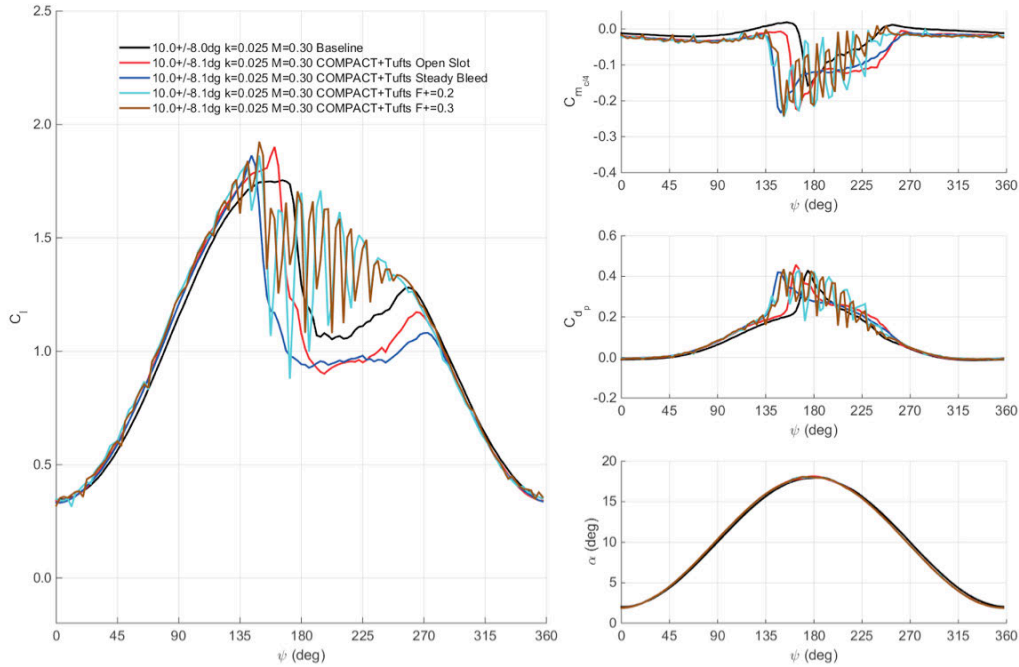 2.5
2.0
1.5
1.0
0.5
0.0
C_l
0 45 90 135 180 225 270 315 360
ψ (deg)
10.0+/-8.0dg k=0.025 M=0.30 Baseline
10.0+/-8.1dg k=0.025 M=0.30 COMPACT+Tufts Open Slot
10.0+/-8.1dg k=0.025 M=0.30 COMPACT+Tufts Steady Bleed
10.0+/-8.1dg k=0.025 M=0.30 COMPACT+Tufts F+=0.2
10.0+/-8.1dg k=0.025 M=0.30 COMPACT+Tufts F+=0.3
0.0
-0.1
-0.2
-0.3
-0.4
C_m_c/4
0 45 90 135 180 225 270 315 360
ψ (deg)
0.6
0.4
0.2
0.0
-0.2
C_d_p
0 45 90 135 180 225 270 315 360
ψ (deg)
20
15
10
5
0
α (deg)
0 45 90 135 180 225 270 315 360
ψ (deg)